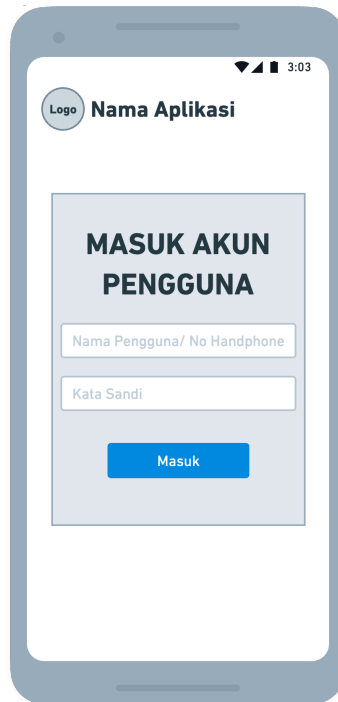 3:03
Logo Nama Aplikasi
MASUK AKUN
PENGGUNA
Nama Pengguna/ No Handphone
Kata Sandi
Masuk